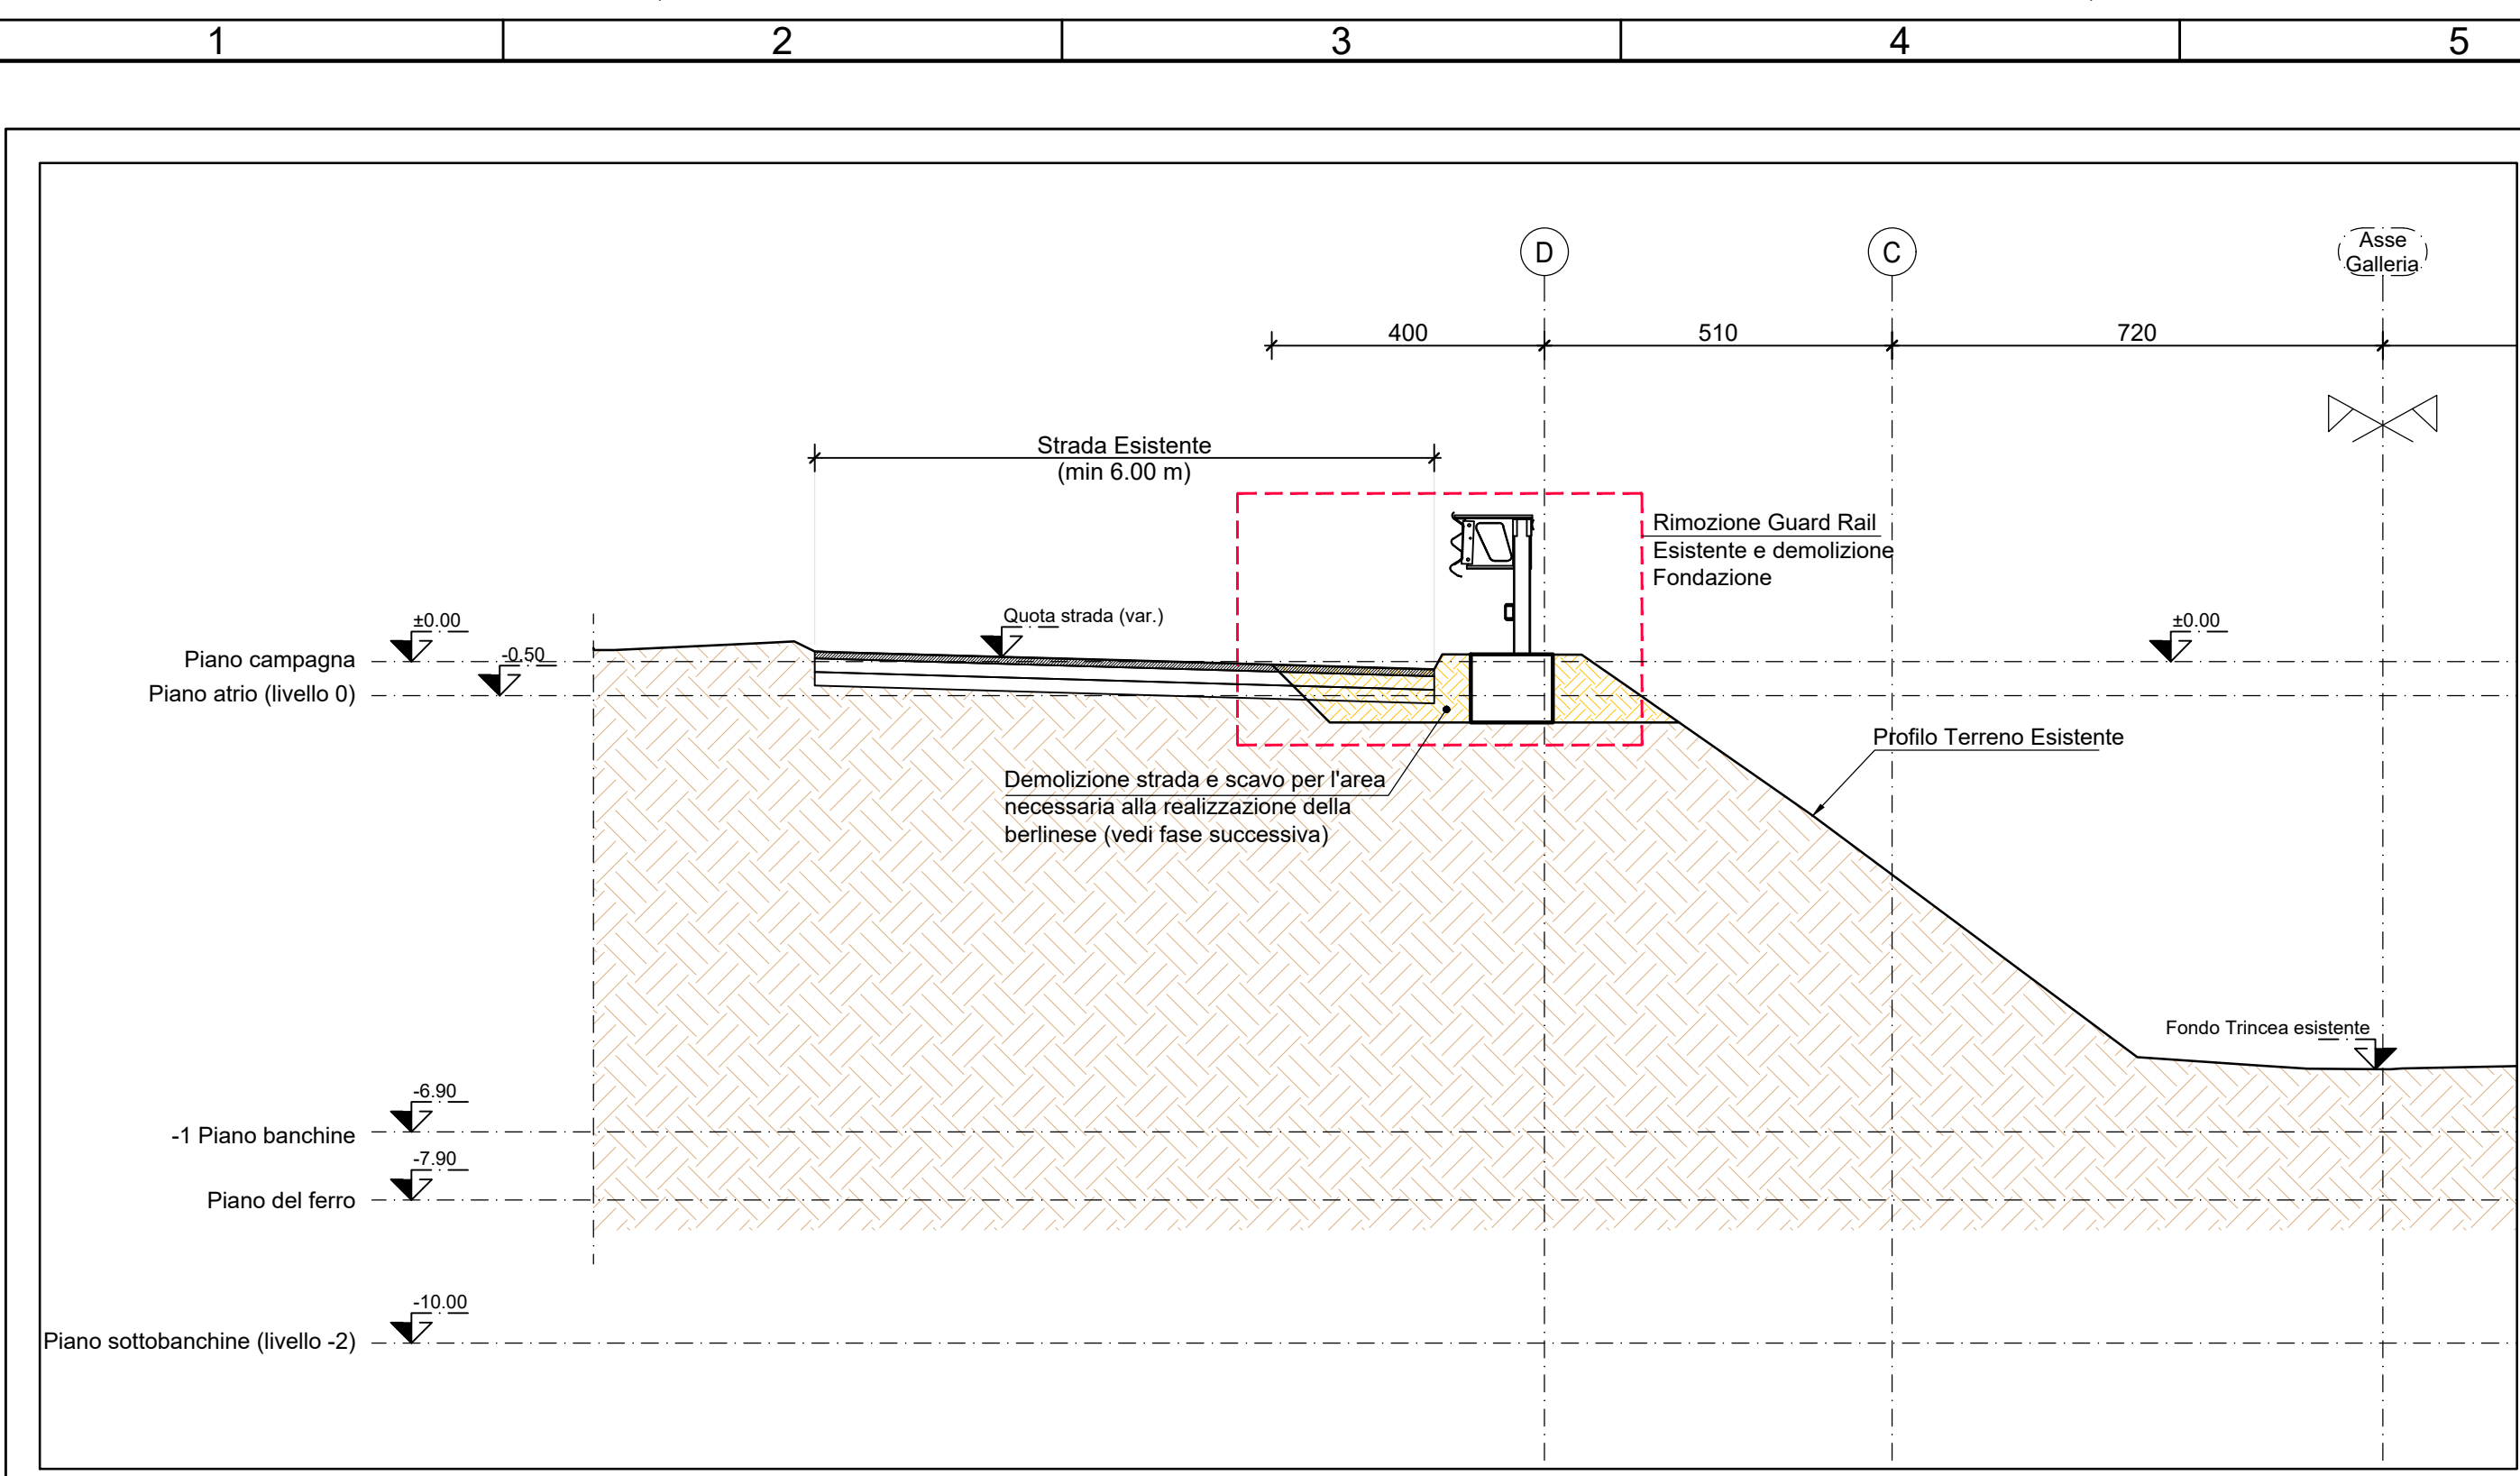 1 2 3 4 5
D C Asse
Galleria
400 510 720
Strada Esistente
(min 6.00 m)
Rimozione Guard Rail
Esistente e demolizione
Fondazione
Quota strada (var.)
±0.00
±0.00
Piano campagna
-0.50
Piano atrio (livello 0)
Profilo Terreno Esistente
Demolizione strada e scavo per l'area
necessaria alla realizzazione della
berlinese (vedi fase successiva)
Fondo Trincea esistente
-6.90
-1 Piano banchine
-7.90
Piano del ferro
-10.00
Piano sottobanchine (livello -2)